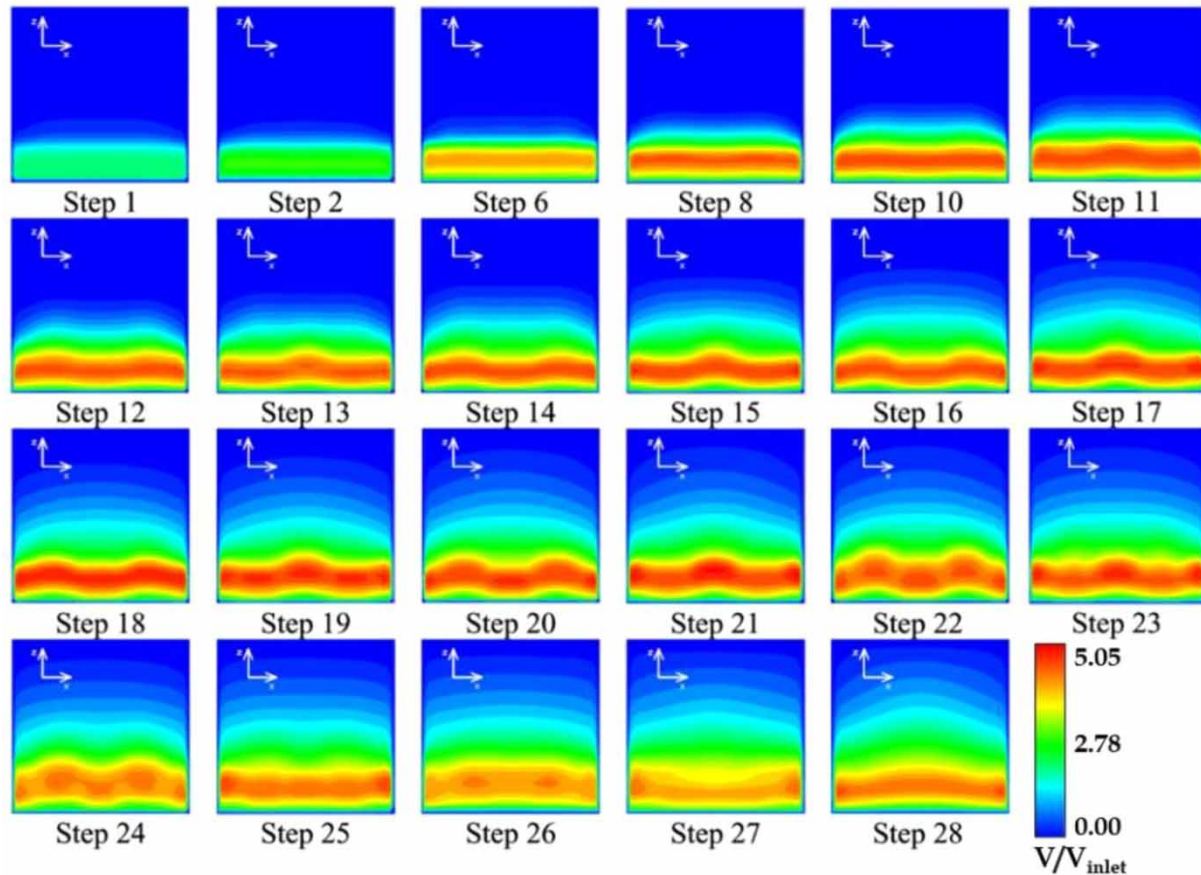 z x z x z x z x z x z x
Step 1 Step 2 Step 6 Step 8 Step 10 Step 11
z x z x z x z x z x z x
Step 12 Step 13 Step 14 Step 15 Step 16 Step 17
z x z x z x z x z x z x
Step 18 Step 19 Step 20 Step 21 Step 22 Step 23
z x z x z x z x z x
5.05
2.78
0.00
Step 24 Step 25 Step 26 Step 27 Step 28
V/Vinlet